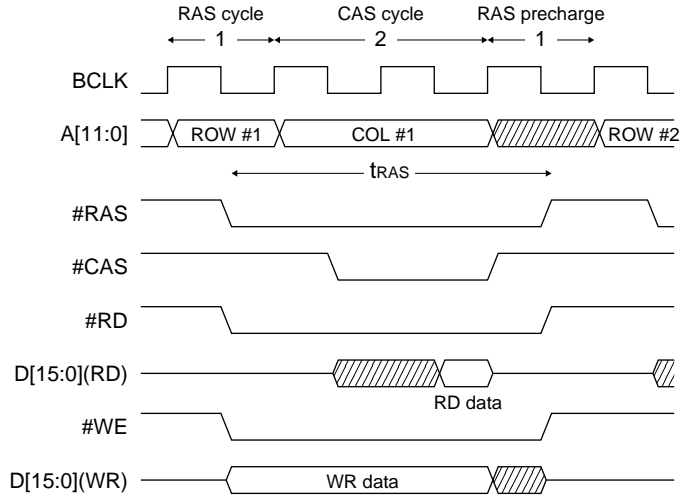 RAS cycle CAS cycle RAS precharge
1 2 1
BCLK
A[11:0] ROW #1 COL #1 ROW #2
tRAS
#RAS
#CAS
#RD
D[15:0](RD)
RD data
#WE
D[15:0](WR) WR data